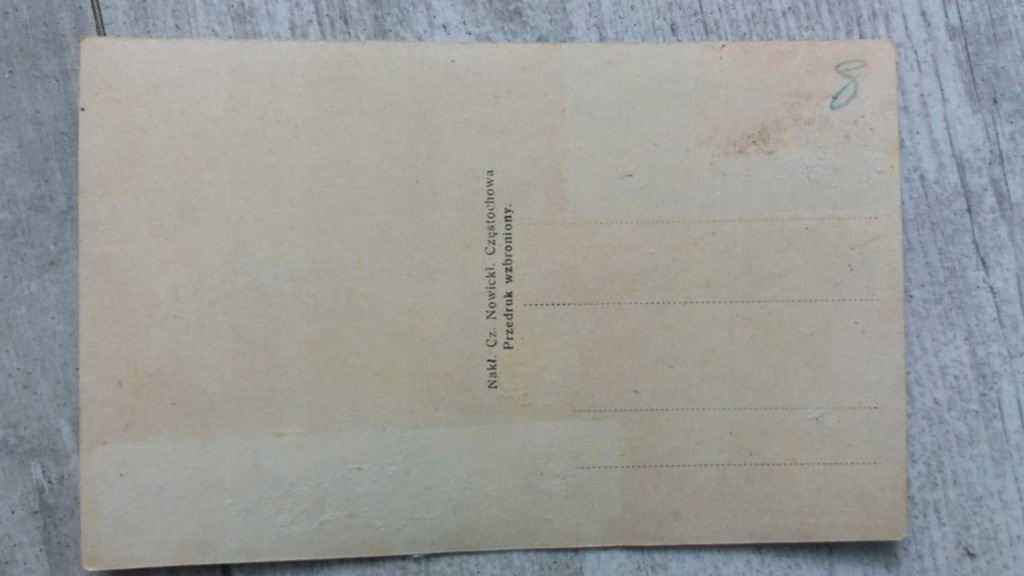 Nakł. Cz. Nowicki. Częstochowa
Przedruk wzbroniony.
8